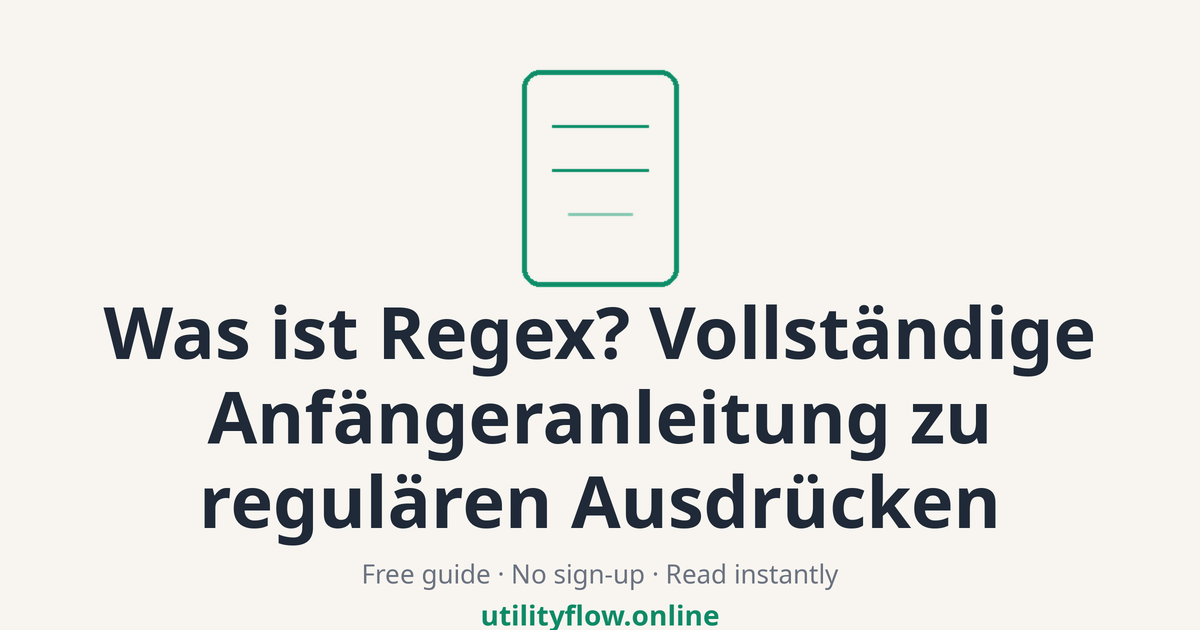 Was ist Regex? Vollständige
Anfängeranleitung zu
regulären Ausdrücken
Free guide · No sign-up · Read instantly
utilityflow.online